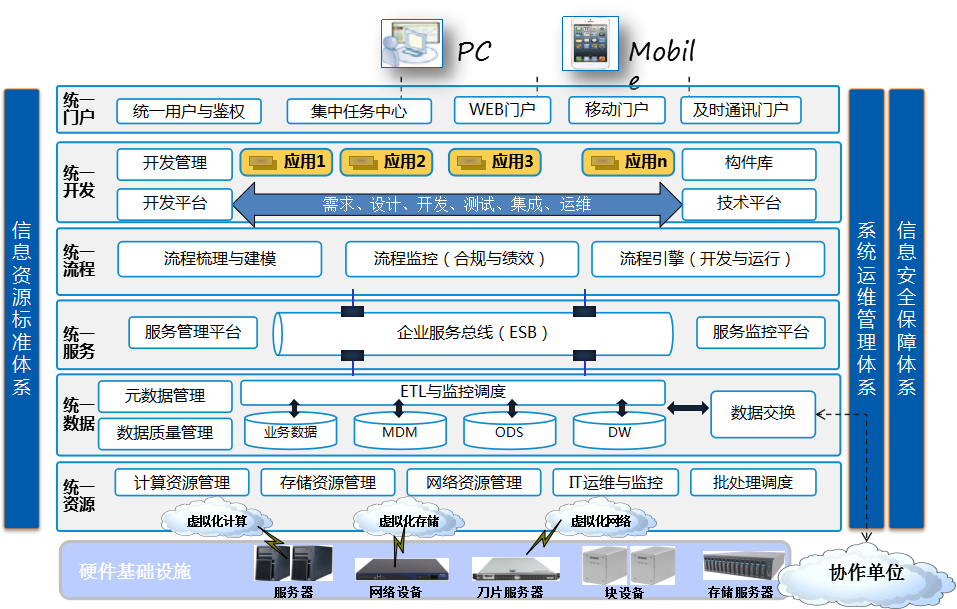 PC
Mobil
e
统一
门户
统一用户与鉴权
集中任务中心
WEB门户
移动门户
及时通讯门户
统一
开发
开发管理
应用1
应用2
应用3
应用n
构件库
开发平台
需求、设计、开发、测试、集成、运维
技术平台
统一
流程
流程梳理与建模
流程监控（合规与绩效）
流程引擎（开发与运行）
统一
服务
服务管理平台
企业服务总线（ESB）
服务监控平台
统一
数据
元数据管理
数据质量管理
ETL与监控调度
业务数据
MDM
ODS
DW
数据交换
统一
资源
计算资源管理
存储资源管理
网络资源管理
IT运维与监控
批处理调度
虚拟化计算
虚拟化存储
虚拟化网络
硬件基础设施
服务器
网络设备
刀片服务器
块设备
存储服务器
协作单位
信息资源标准体系
系统运维管理体系
信息安全保障体系